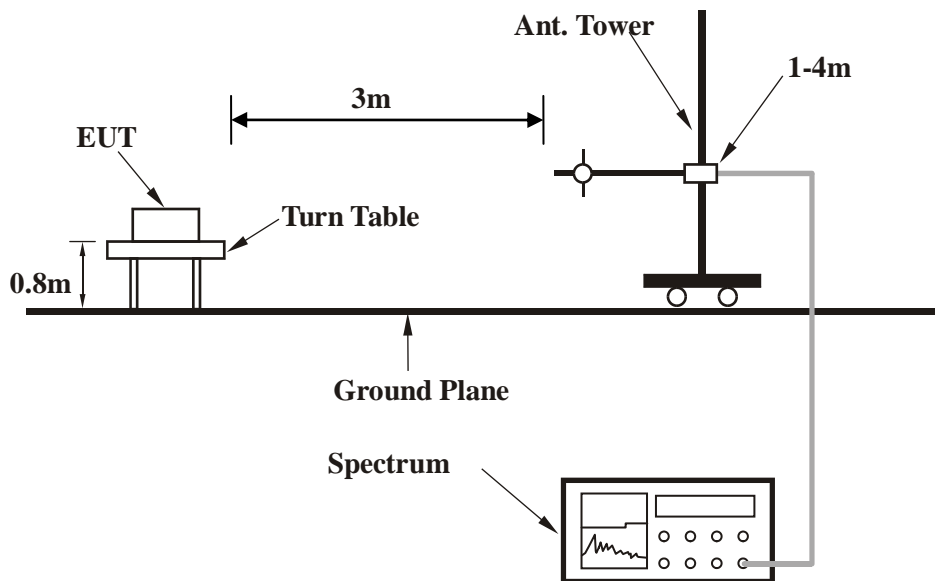 Ant. Tower
1-4m
3m
EUT
Turn Table
0.8m
Ground Plane
Spectrum